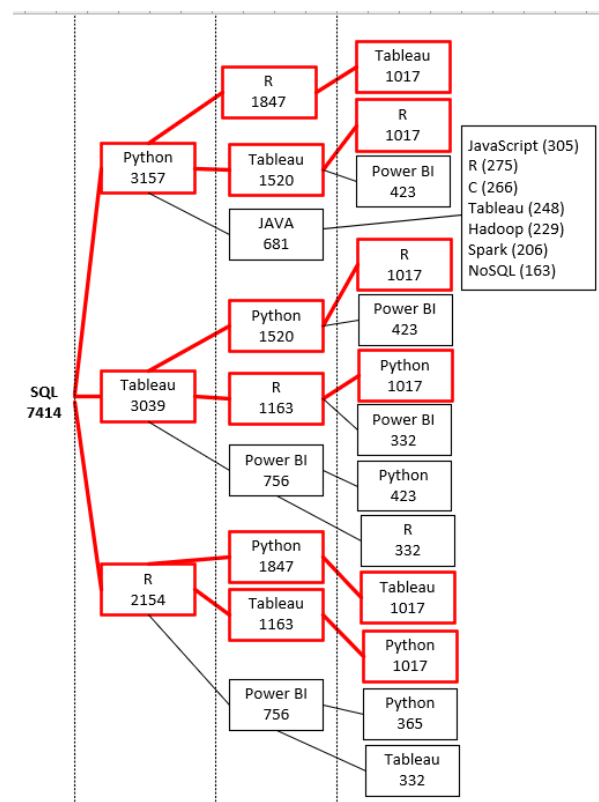 Tableau
1017
R
1847
R
1017
Python
3157
Tableau
1520
Power BI
423
JAVA
681
JavaScript (305)
R (275)
C (266)
Tableau (248)
Hadoop (229)
Spark (206)
NoSQL (163)
SQL
7414
R
1017
Python
1520
Power BI
423
Tableau
3039
R
1163
Python
1017
Power BI
332
Power BI
756
Python
423
R
332
R
2154
Python
1847
Tableau
1017
Tableau
1163
Python
1017
Power BI
756
Python
365
Tableau
332